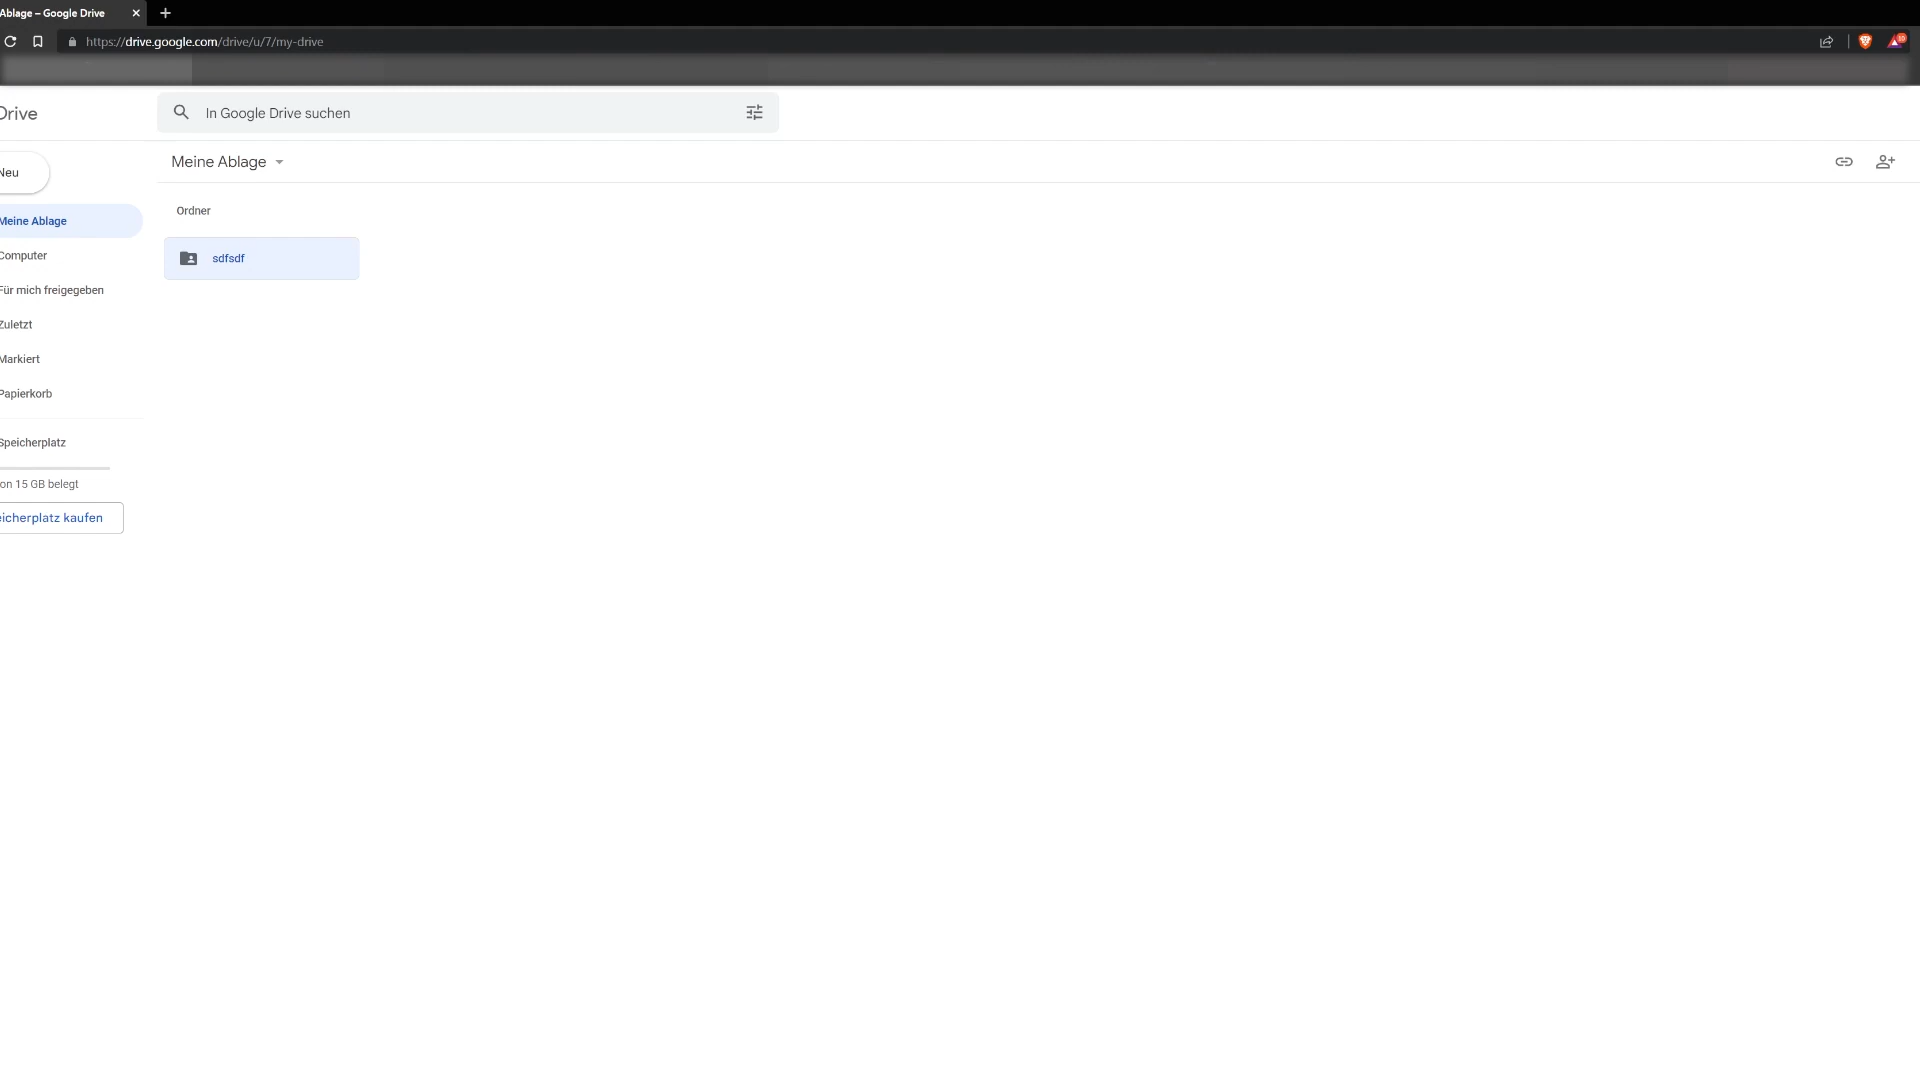 Ablage – Google Drive
https://drive.google.com/drive/u/7/my-drive
10
Drive
In Google Drive suchen
Neu
Meine Ablage
Meine Ablage
Computer
Für mich freigegeben
Zuletzt
Markiert
Papierkorb
Speicherplatz
on 15 GB belegt
eicherplatz kaufen
Ordner
sdfsdf